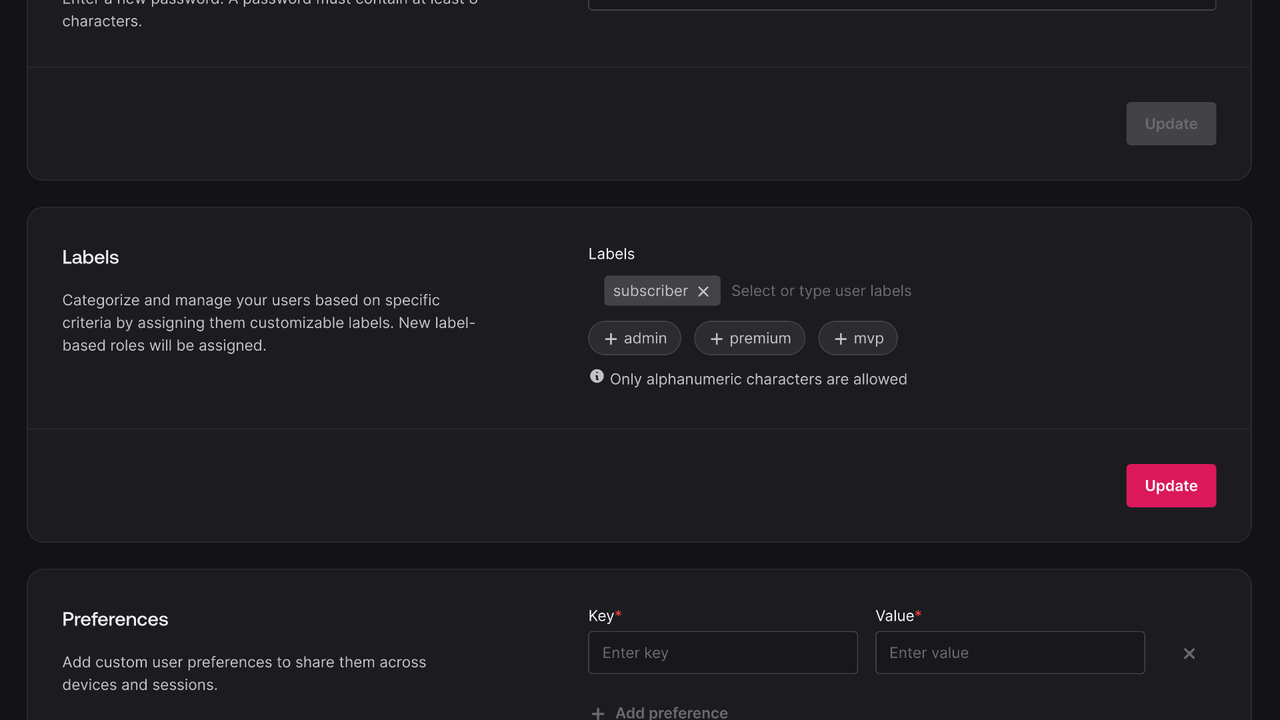 Enter a new password. A password must contain at least 8
characters.
Update
Labels
Categorize and manage your users based on specific
criteria by assigning them customizable labels. New label-
based roles will be assigned.
Labels
subscriber
Select or type user labels
admin
premium
mvp
Only alphanumeric characters are allowed
Update
Preferences
Add custom user preferences to share them across
devices and sessions.
Key*
Value*
Enter key
Enter value
Add preference